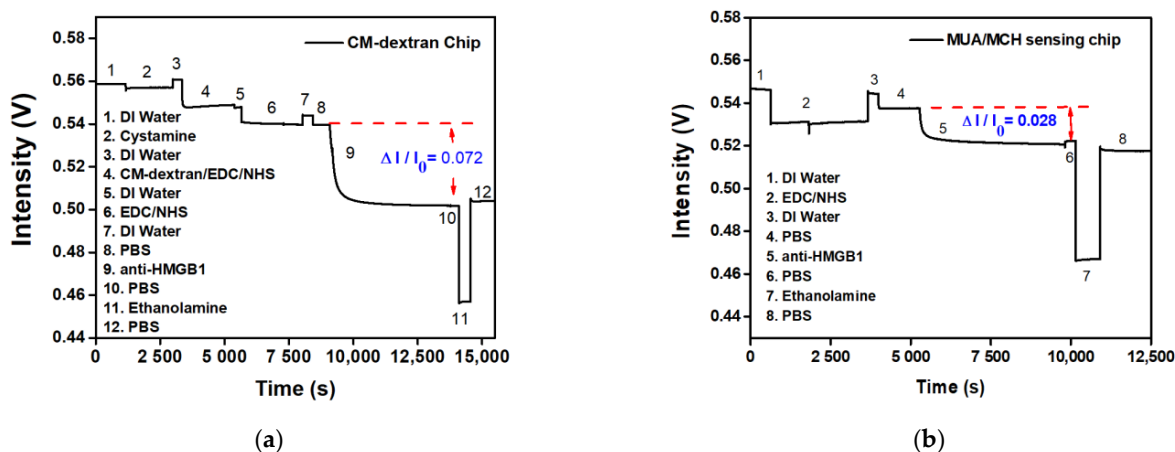 CM-dextran Chip
Intensity (V)
0.58
0.56
0.54
0.52
0.50
0.48
0.46
0.44
1
2
3
4
5
6
7
8
9
10
11
12
Δ I / I0 = 0.072
1. DI Water
2. Cystamine
3. DI Water
4. CM-dextran/EDC/NHS
5. DI Water
6. EDC/NHS
7. DI Water
8. PBS
9. anti-HMGB1
10. PBS
11. Ethanolamine
12. PBS
0 2 500 5 000 7 500 10,000 12,500 15,000
Time (s)
(a)
MUA/MCH sensing chip
Intensity (V)
0.58
0.56
0.54
0.52
0.50
0.48
0.46
0.44
1
2
3
4
5
6
7
8
Δ I / I0 = 0.028
1. DI Water
2. EDC/NHS
3. DI Water
4. PBS
5. anti-HMGB1
6. PBS
7. Ethanolamine
8. PBS
0 2 500 5 000 7 500 10,000 12,500
Time (s)
(b)